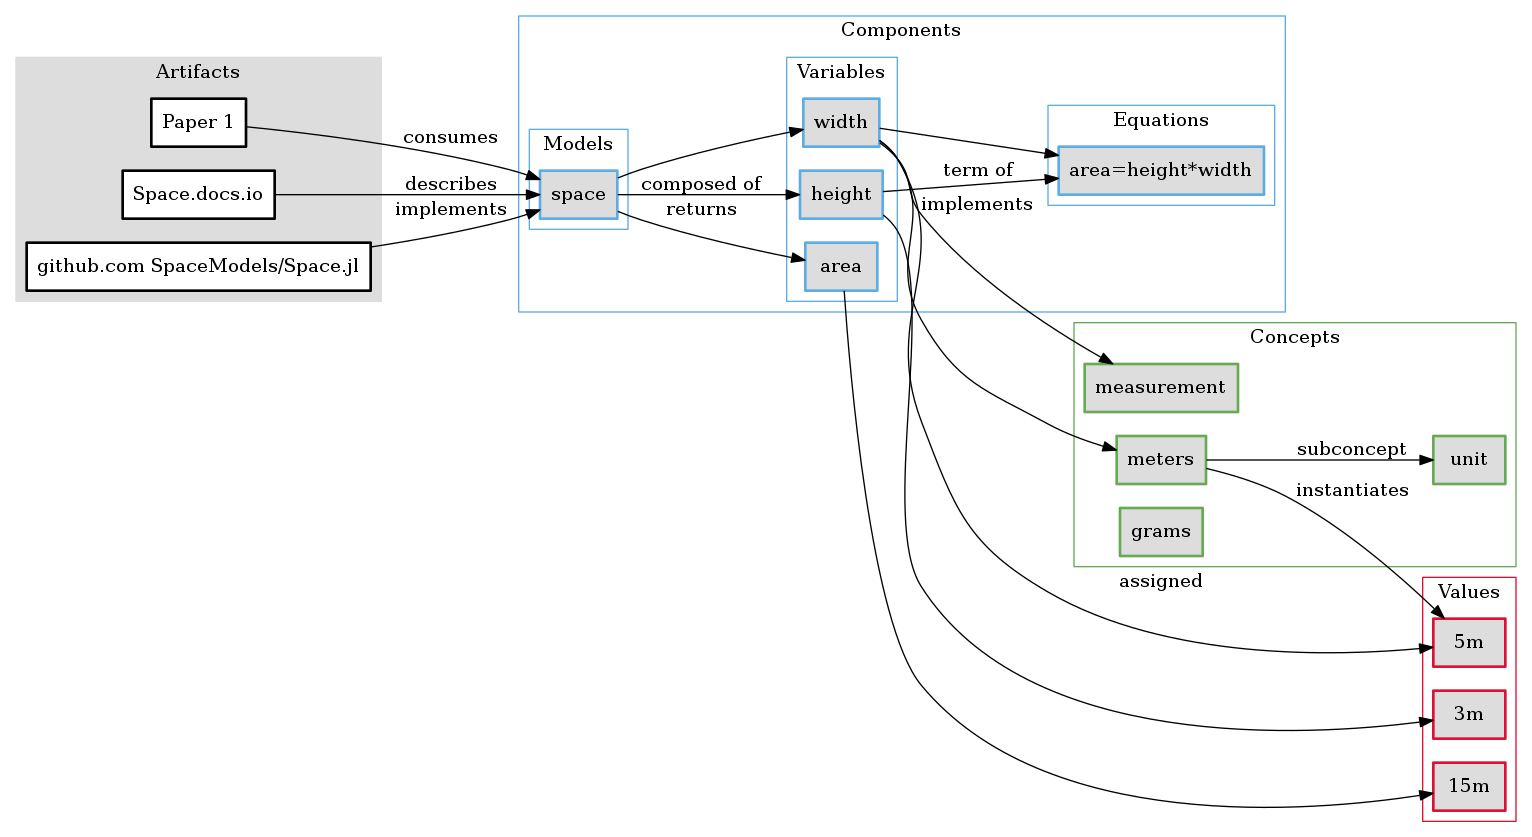 Components
Artifacts
Variables
Paper 1
consumes
Models
width
Equations
Space.docs.io
describes
space
composed of
height
term of
area=height*width
implements
returns
implements
github.com SpaceModels/Space.jl
area
Concepts
measurement
meters
subconcept
unit
instantiates
grams
assigned
Values
5m
3m
15m